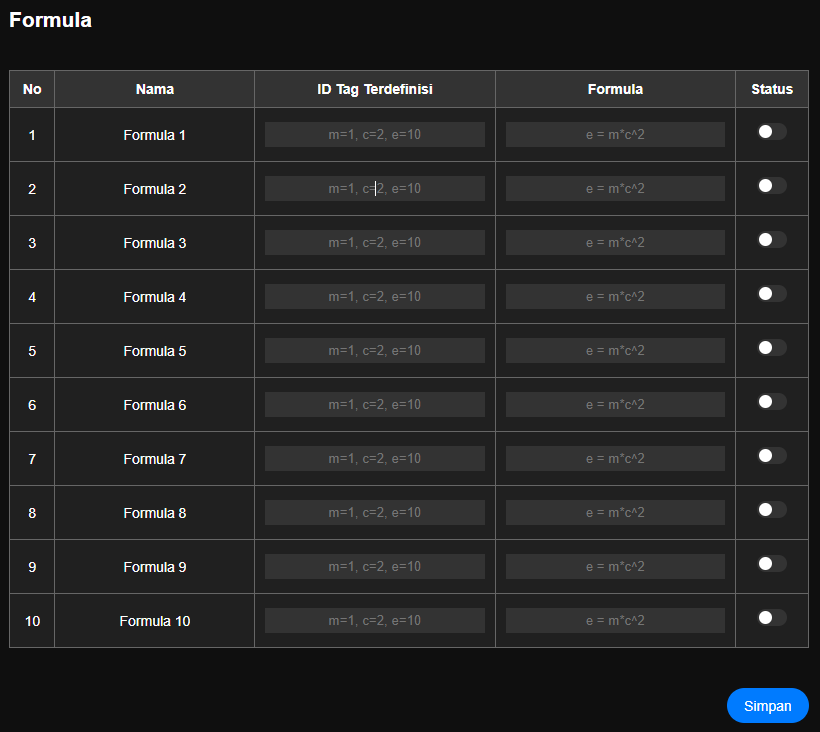 Formula
No Nama ID Tag Terdefinisi Formula Status
1 Formula 1 m=1, c=2, e=10 e = m*c^2
2 Formula 2 m=1, c=2, e=10 e = m*c^2
3 Formula 3 m=1, c=2, e=10 e = m*c^2
4 Formula 4 m=1, c=2, e=10 e = m*c^2
5 Formula 5 m=1, c=2, e=10 e = m*c^2
6 Formula 6 m=1, c=2, e=10 e = m*c^2
7 Formula 7 m=1, c=2, e=10 e = m*c^2
8 Formula 8 m=1, c=2, e=10 e = m*c^2
9 Formula 9 m=1, c=2, e=10 e = m*c^2
10 Formula 10 m=1, c=2, e=10 e = m*c^2
Simpan